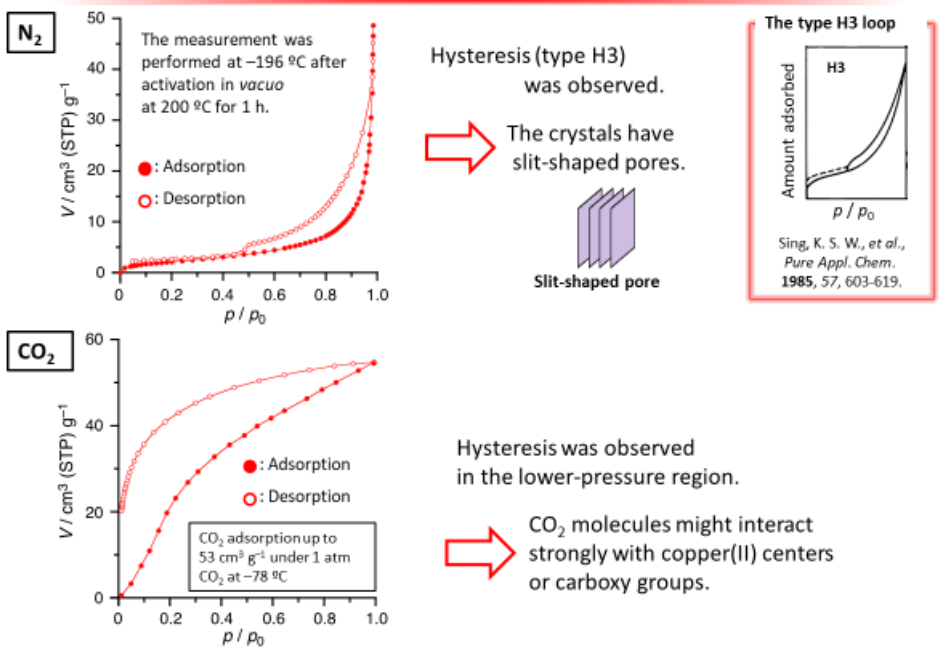 N₂
50
40
30
20
10
0
V / cm³ (STP) g⁻¹
The measurement was
performed at –196 ºC after
activation in vacuo
at 200 ºC for 1 h.
: Adsorption
: Desorption
0 0.2 0.4 0.6 0.8 1.0
p / p₀
Hysteresis (type H3)
was observed.
The crystals have
slit-shaped pores.
Slit-shaped pore
The type H3 loop
H3
Amount adsorbed
p / p₀
Sing, K. S. W., et al.,
Pure Appl. Chem.
1985, 57, 603-619.
CO₂
60
40
20
0
V / cm³ (STP) g⁻¹
: Adsorption
: Desorption
CO₂ adsorption up to
53 cm³ g⁻¹ under 1 atm
CO₂ at –78 ºC
0 0.2 0.4 0.6 0.8 1.0
p / p₀
Hysteresis was observed
in the lower-pressure region.
CO₂ molecules might interact
strongly with copper(II) centers
or carboxy groups.